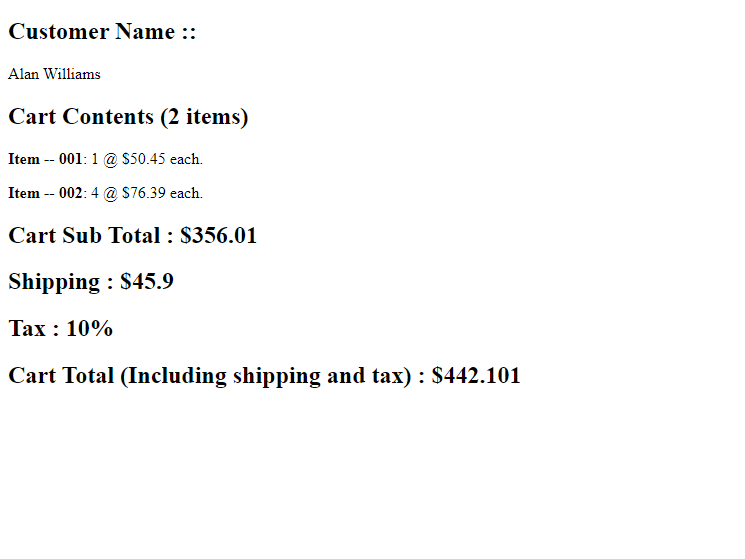 Customer Name ::
Alan Williams
Cart Contents (2 items)
Item -- 001: 1 @ $50.45 each.
Item -- 002: 4 @ $76.39 each.
Cart Sub Total : $356.01
Shipping : $45.9
Tax : 10%
Cart Total (Including shipping and tax) : $442.101